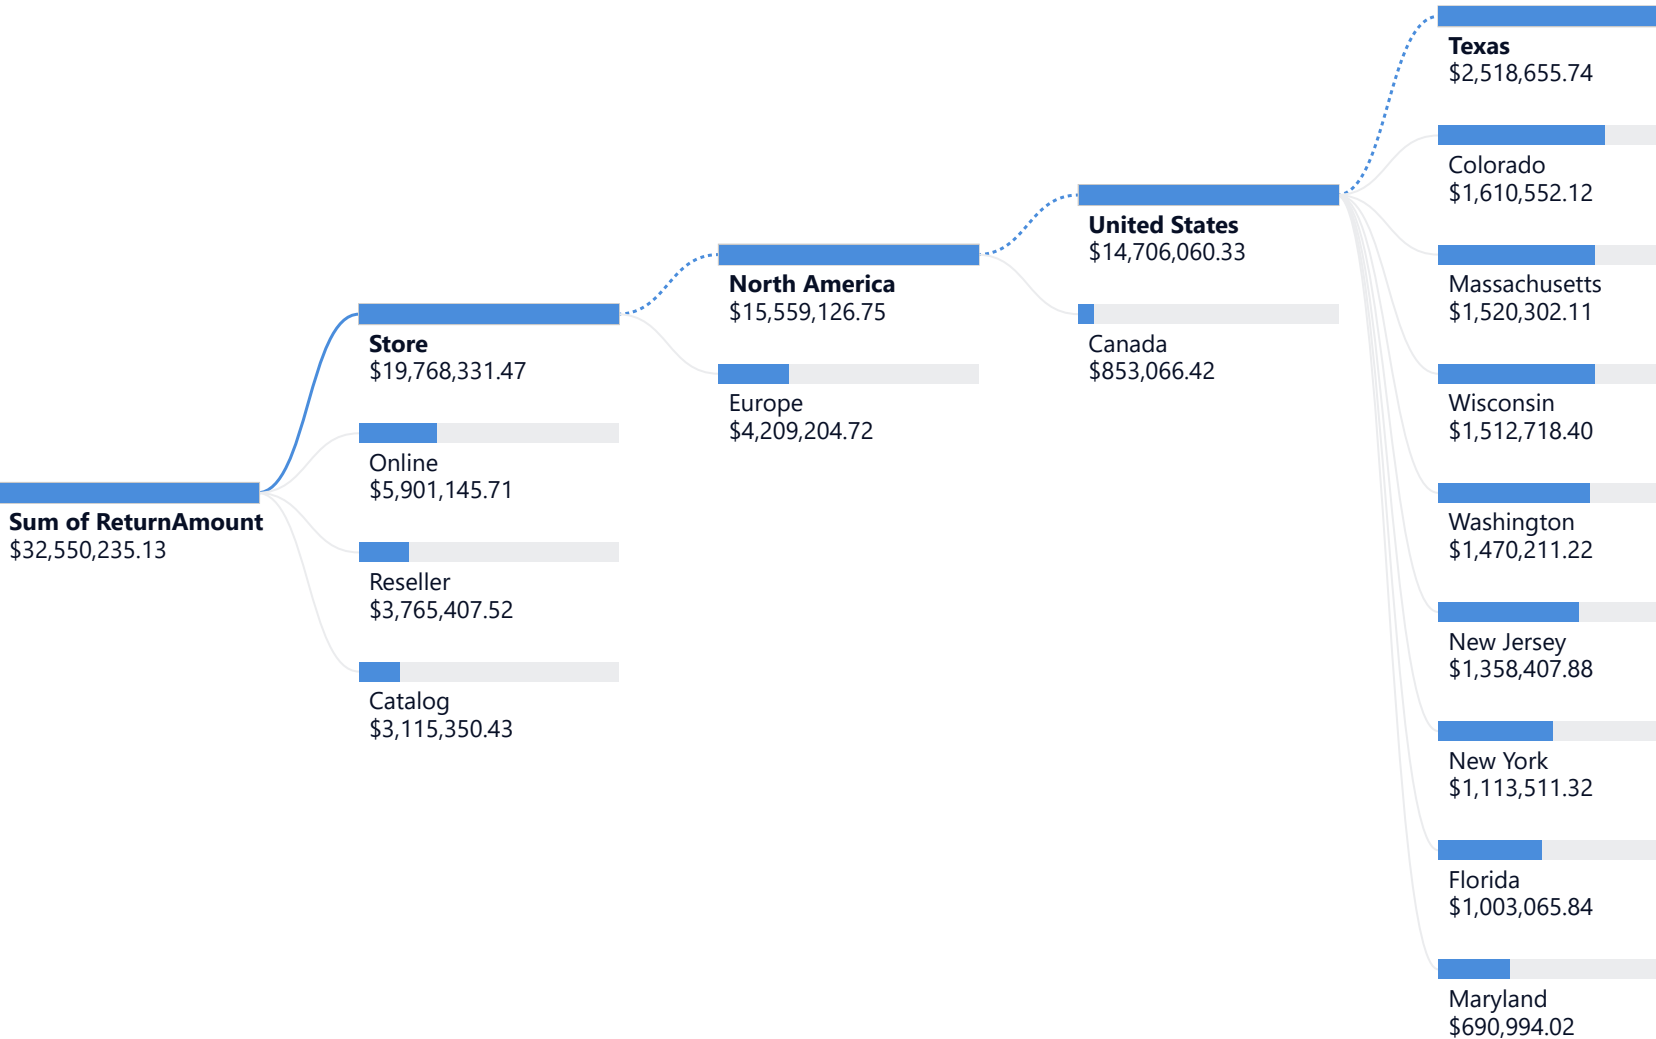 Sum of ReturnAmount
$32,550,235.13
Store
$19,768,331.47
Online
$5,901,145.71
Reseller
$3,765,407.52
Catalog
$3,115,350.43
North America
$15,559,126.75
Europe
$4,209,204.72
United States
$14,706,060.33
Canada
$853,066.42
Texas
$2,518,655.74
Colorado
$1,610,552.12
Massachusetts
$1,520,302.11
Wisconsin
$1,512,718.40
Washington
$1,470,211.22
New Jersey
$1,358,407.88
New York
$1,113,511.32
Florida
$1,003,065.84
Maryland
$690,994.02